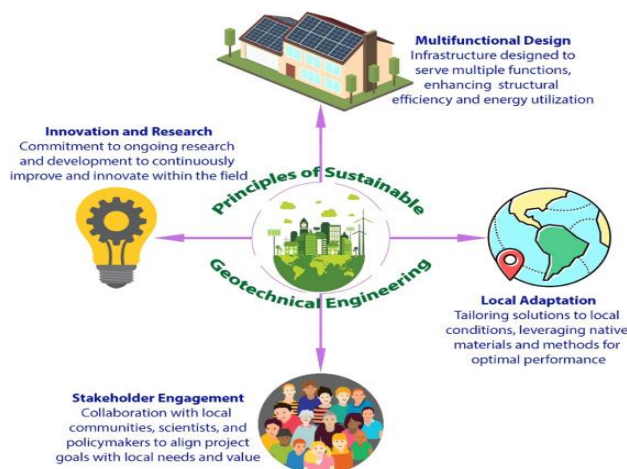 Multifunctional Design
Infrastructure designed to
serve multiple functions,
enhancing structural
efficiency and energy utilization
Innovation and Research
Commitment to ongoing research
and development to continuously
improve and innovate within the field
Principles of Sustainable
Geotechnical Engineering
Local Adaptation
Tailoring solutions to local
conditions, leveraging native
materials and methods for
optimal performance
Stakeholder Engagement
Collaboration with local
communities, scientists, and
policymakers to align project
goals with local needs and value